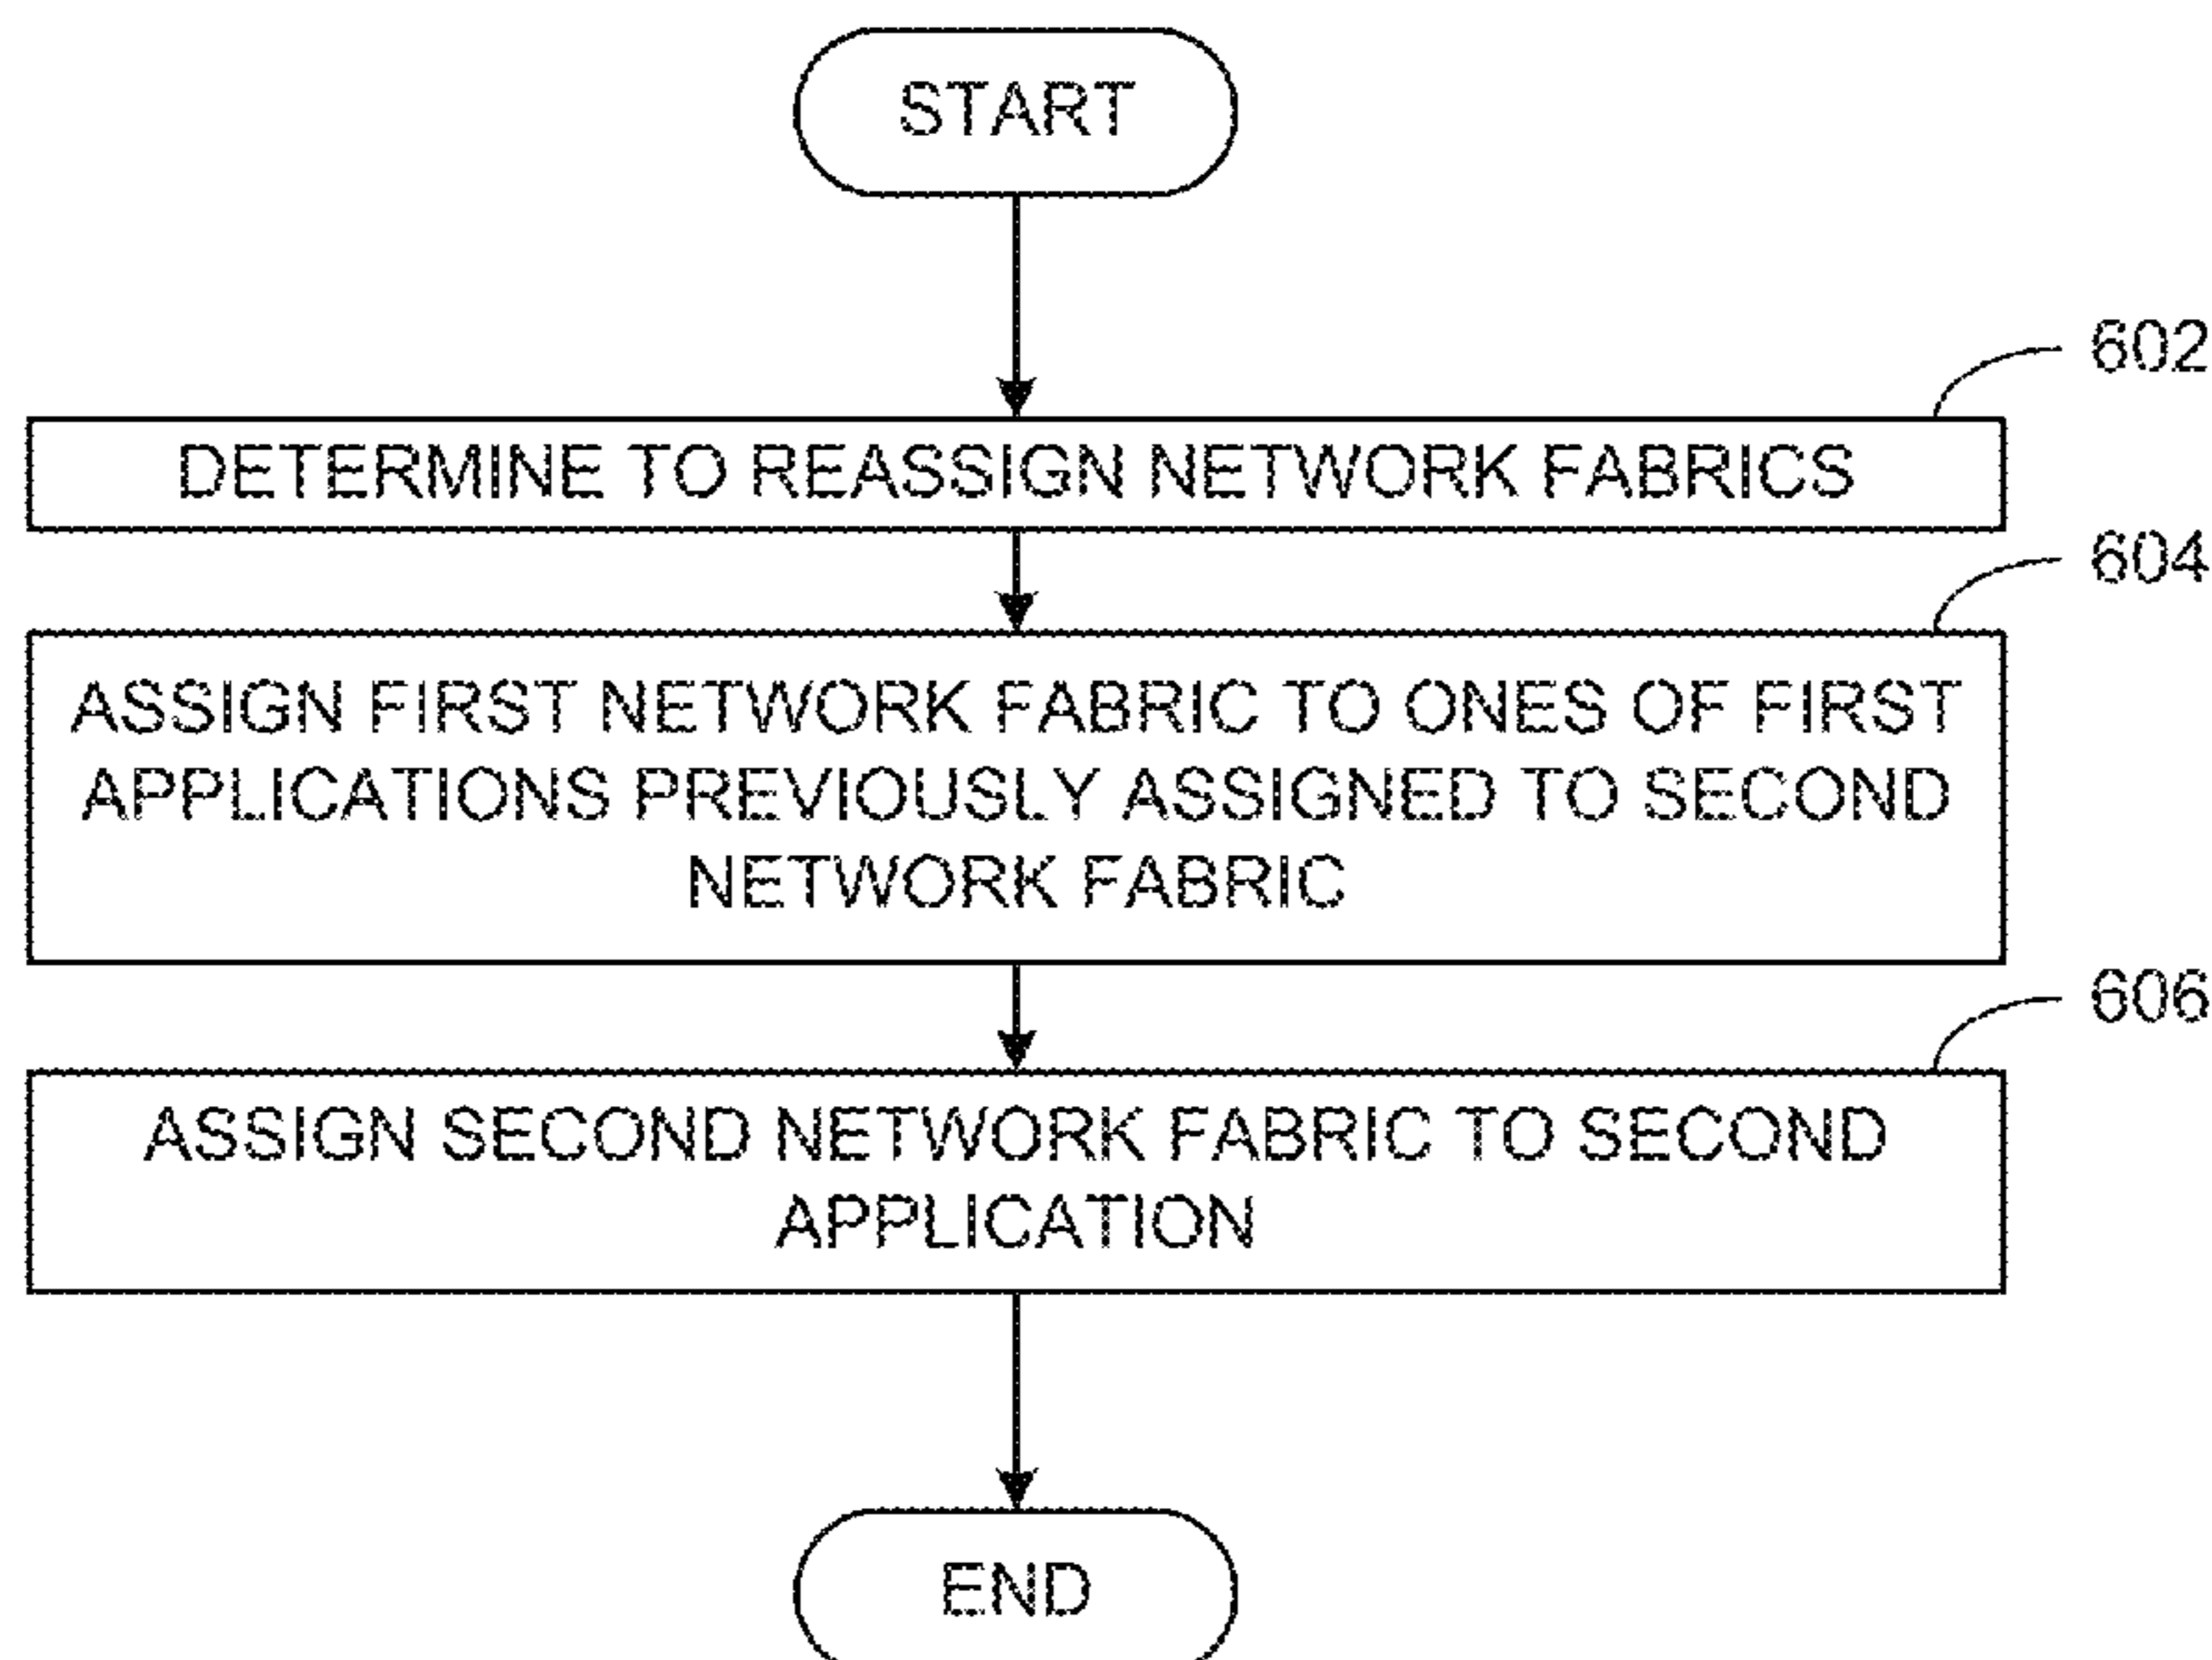 START
602
DETERMINE TO REASSIGN NETWORK FABRICS
604
ASSIGN FIRST NETWORK FABRIC TO ONES OF FIRST
APPLICATIONS PREVIOUSLY ASSIGNED TO SECOND
NETWORK FABRIC
606
ASSIGN SECOND NETWORK FABRIC TO SECOND
APPLICATION
END